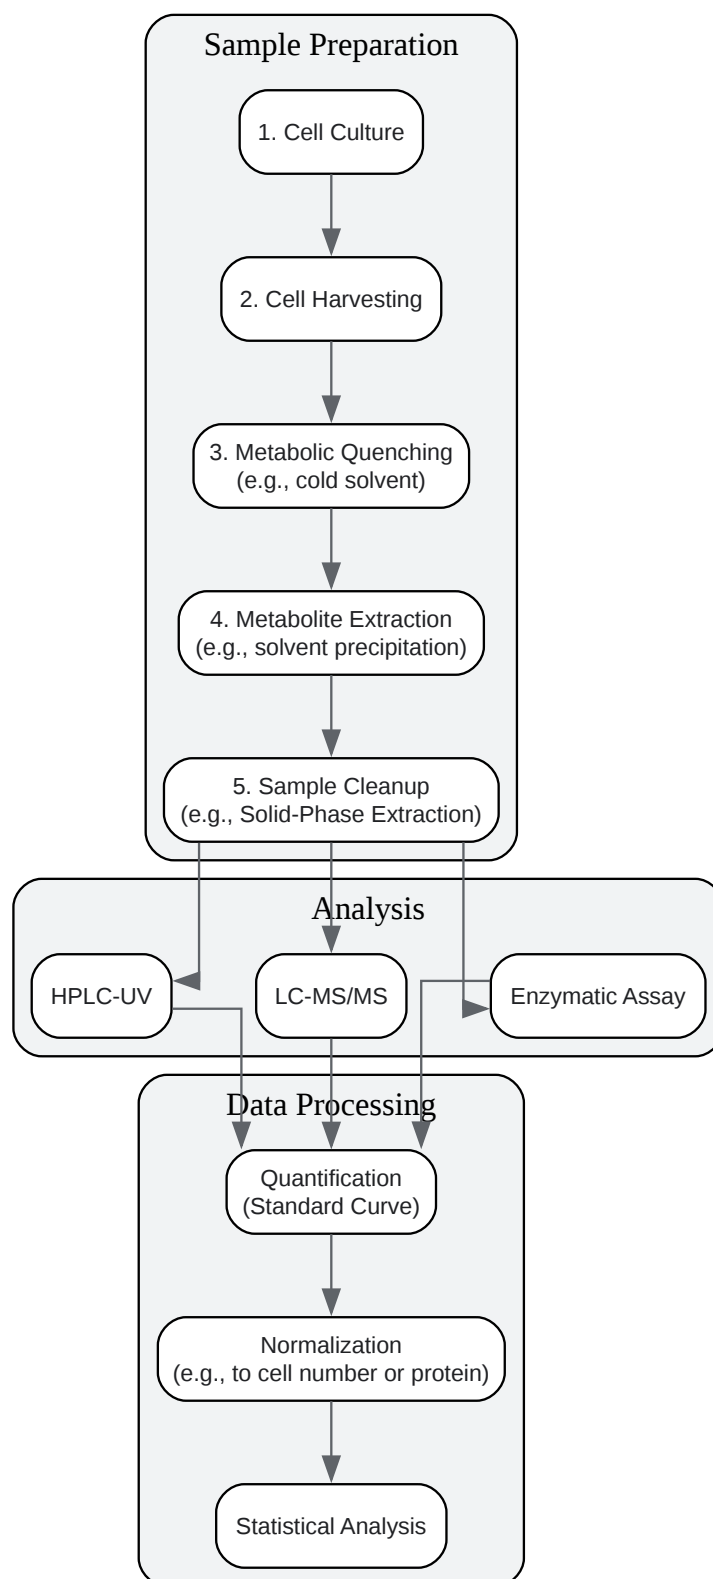 Sample Preparation
1. Cell Culture
2. Cell Harvesting
3. Metabolic Quenching
(e.g., cold solvent)
4. Metabolite Extraction
(e.g., solvent precipitation)
5. Sample Cleanup
(e.g., Solid-Phase Extraction)
Analysis
HPLC-UV
LC-MS/MS
Enzymatic Assay
Data Processing
Quantification
(Standard Curve)
Normalization
(e.g., to cell number or protein)
Statistical Analysis